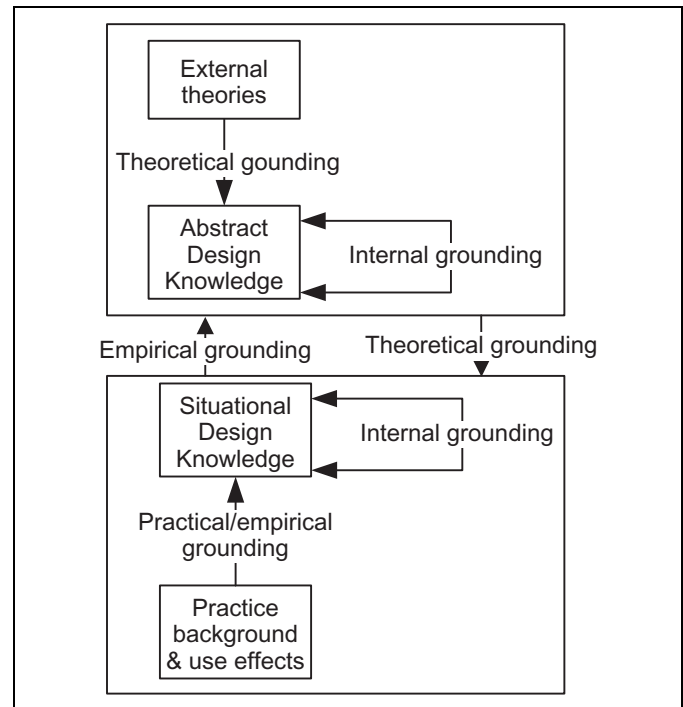 External
theories
Theoretical gounding
Abstract
Design
Knowledge
Internal grounding
Empirical grounding
Theoretical grounding
Situational
Design
Knowledge
Internal grounding
Practical/empirical
grounding
Practice
background
& use effects